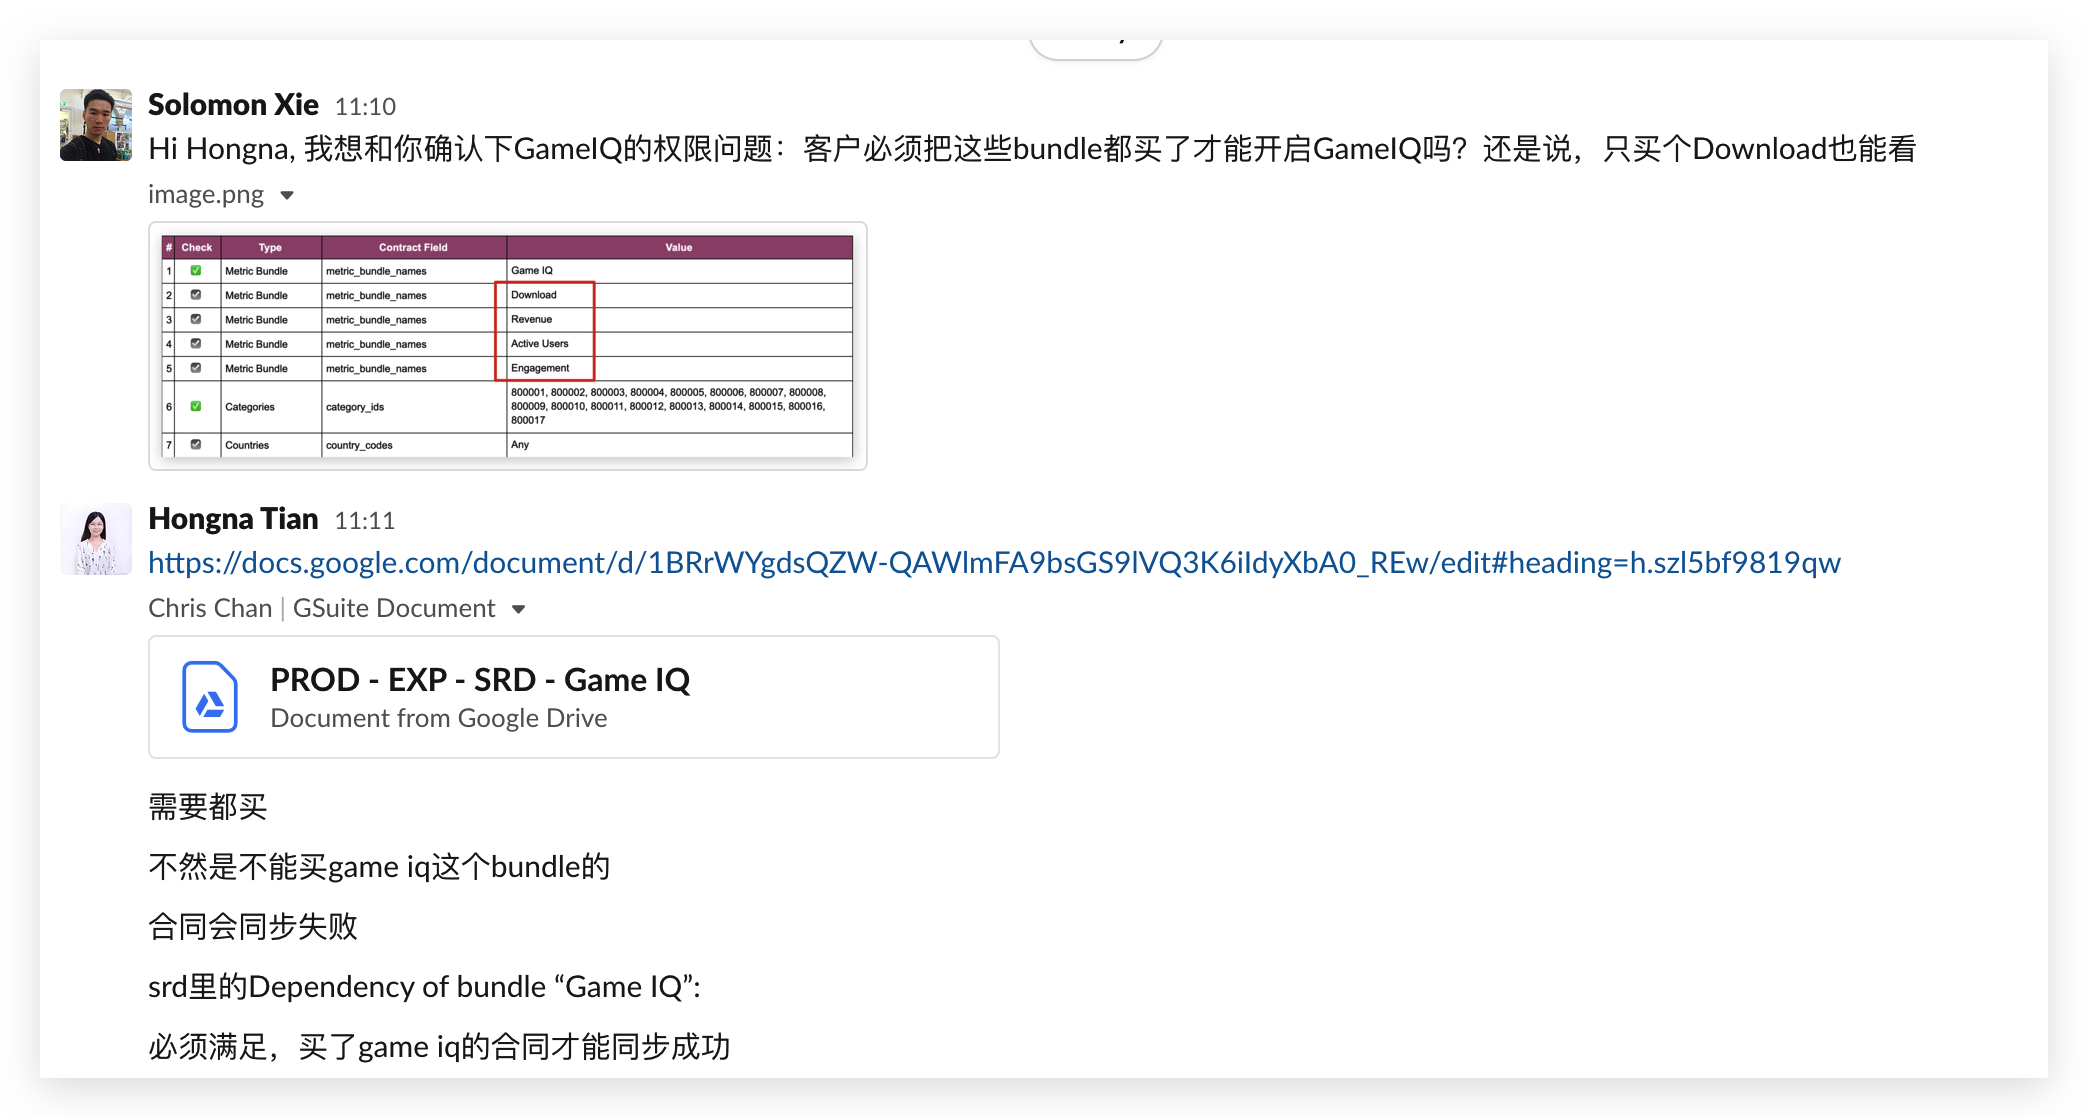 Solomon Xie 11:10
Hi Hongna, 我想和你确认下GameIQ的权限问题：客户必须把这些bundle都买了才能开启GameIQ吗？还是说，只买个Download也能看
image.png
# Check Type Contract Field Value
1 Metric Bundle metric_bundle_names Game IQ
2 Metric Bundle metric_bundle_names Download
3 Metric Bundle metric_bundle_names Revenue
4 Metric Bundle metric_bundle_names Active Users
5 Metric Bundle metric_bundle_names Engagement
6 Categories category_ids 800001, 800002, 800003, 800004, 800005, 800006, 800007, 800008,
800009, 800010, 800011, 800012, 800013, 800014, 800015, 800016,
800017
7 Countries country_codes Any
Hongna Tian 11:11
https://docs.google.com/document/d/1BRrWYgdsQZW-QAWlmFA9bsGS9lVQ3K6iIdyXbA0_REw/edit#heading=h.szl5bf9819qw
Chris Chan | GSuite Document
PROD - EXP - SRD - Game IQ
Document from Google Drive
需要都买
不然是不能买game iq这个bundle的
合同会同步失败
srd里的Dependency of bundle “Game IQ”:
必须满足，买了game iq的合同才能同步成功